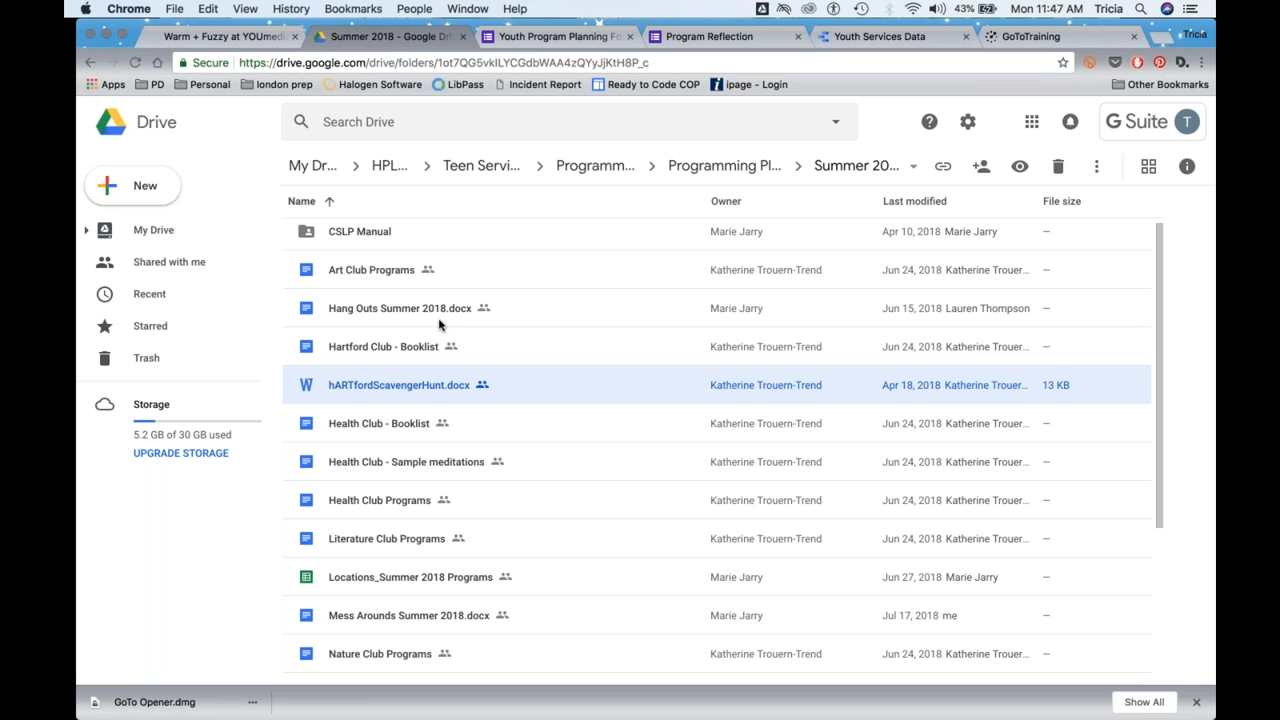 Chrome File Edit View History Bookmarks People Window Help 43% Mon 11:47 AM Tricia
Warm + Fuzzy at YOUmedi × Summer 2018 - Google Dr × Youth Program Planning Fo × Program Reflection × Youth Services Data × GoToTraining × Tricia
Secure https://drive.google.com/drive/folders/1ot7QG5vkILYCGdbWAA4zQYyJjKtH8P_c
Apps PD Personal london prep Halogen Software LibPass Incident Report Ready to Code COP ipage - Login Other Bookmarks
Drive Search Drive G Suite T
My Dr... > HPL... > Teen Servi... > Programm... > Programming Pl... > Summer 20...
New
My Drive
Shared with me
Recent
Starred
Trash
Storage
5.2 GB of 30 GB used
UPGRADE STORAGE
Name Owner Last modified File size
CSLP Manual Marie Jarry Apr 10, 2018 Marie Jarry —
Art Club Programs Katherine Trouern-Trend Jun 24, 2018 Katherine Trouer... —
Hang Outs Summer 2018.docx Marie Jarry Jun 15, 2018 Lauren Thompson —
Hartford Club - Booklist Katherine Trouern-Trend Jun 24, 2018 Katherine Trouer... —
W hARTfordScavengerHunt.docx Katherine Trouern-Trend Apr 18, 2018 Katherine Trouer... 13 KB
Health Club - Booklist Katherine Trouern-Trend Jun 24, 2018 Katherine Trouer... —
Health Club - Sample meditations Katherine Trouern-Trend Jun 24, 2018 Katherine Trouer... —
Health Club Programs Katherine Trouern-Trend Jun 24, 2018 Katherine Trouer... —
Literature Club Programs Katherine Trouern-Trend Jun 24, 2018 Katherine Trouer... —
Locations_Summer 2018 Programs Marie Jarry Jun 27, 2018 Marie Jarry —
Mess Arounds Summer 2018.docx Marie Jarry Jul 17, 2018 me —
Nature Club Programs Katherine Trouern-Trend Jun 24, 2018 Katherine Trouer... —
GoTo Opener.dmg ... Show All ×